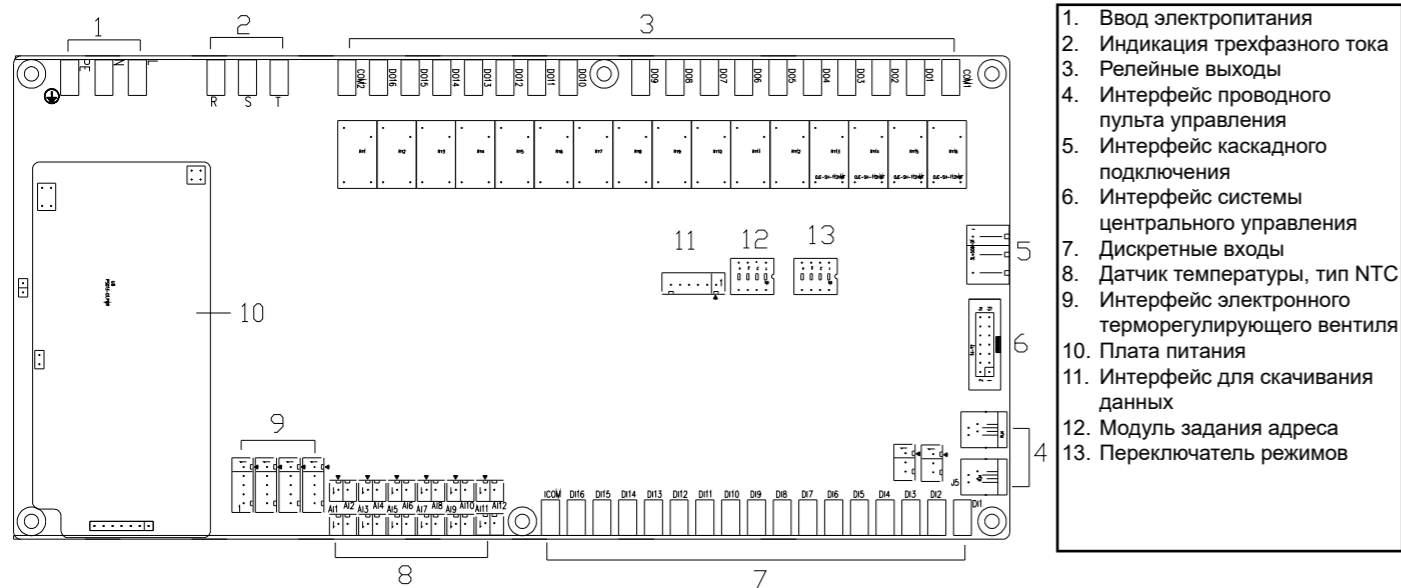 1
2
3
PE
N
L
R
S
T
COM2
DO16
DO15
DO14
DO13
DO12
DO11
DO10
DO9
DO8
DO7
DO6
DO5
DO4
DO3
DO2
DO1
COM1
11
12
13
5
10
6
9
4
J5
AI1
AI2
AI3
AI4
AI5
AI6
AI7
AI8
AI9
AI10
AI11
AI12
ICOM
DI16
DI15
DI14
DI13
DI12
DI11
DI10
DI9
DI8
DI7
DI6
DI5
DI4
DI3
DI2
DI1
8
7
1. Ввод электропитания
2. Индикация трехфазного тока
3. Релейные выходы
4. Интерфейс проводного
пульта управления
5. Интерфейс каскадного
подключения
6. Интерфейс системы
центрального управления
7. Дискретные входы
8. Датчик температуры, тип NTC
9. Интерфейс электронного
терморегулирующего вентиля
10. Плата питания
11. Интерфейс для скачивания
данных
12. Модуль задания адреса
13. Переключатель режимов